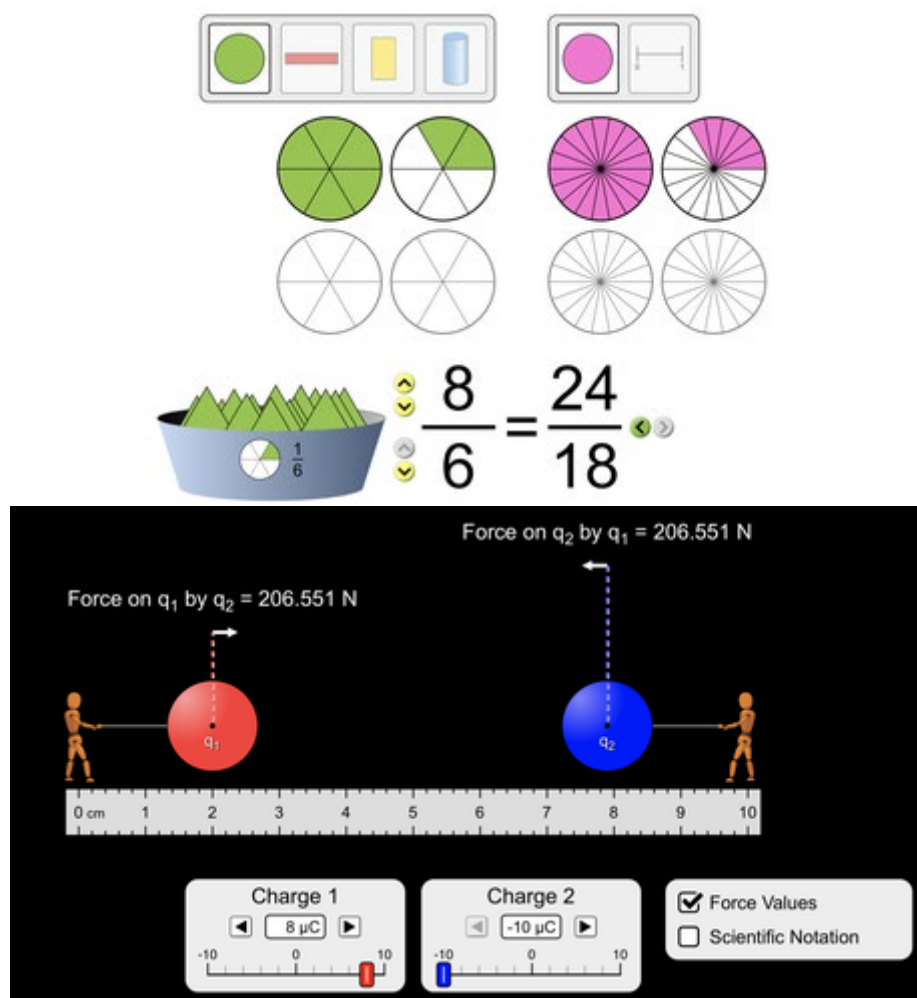 0 1
8 24
=
6 18
1
6
Force on q₂ by q₁ = 206.551 N
Force on q₁ by q₂ = 206.551 N
q₁ q₂
0 cm 1 2 3 4 5 6 7 8 9 10
Charge 1 Charge 2
8 μC -10 μC
Force Values
-10 0 10 -10 0 10
Scientific Notation